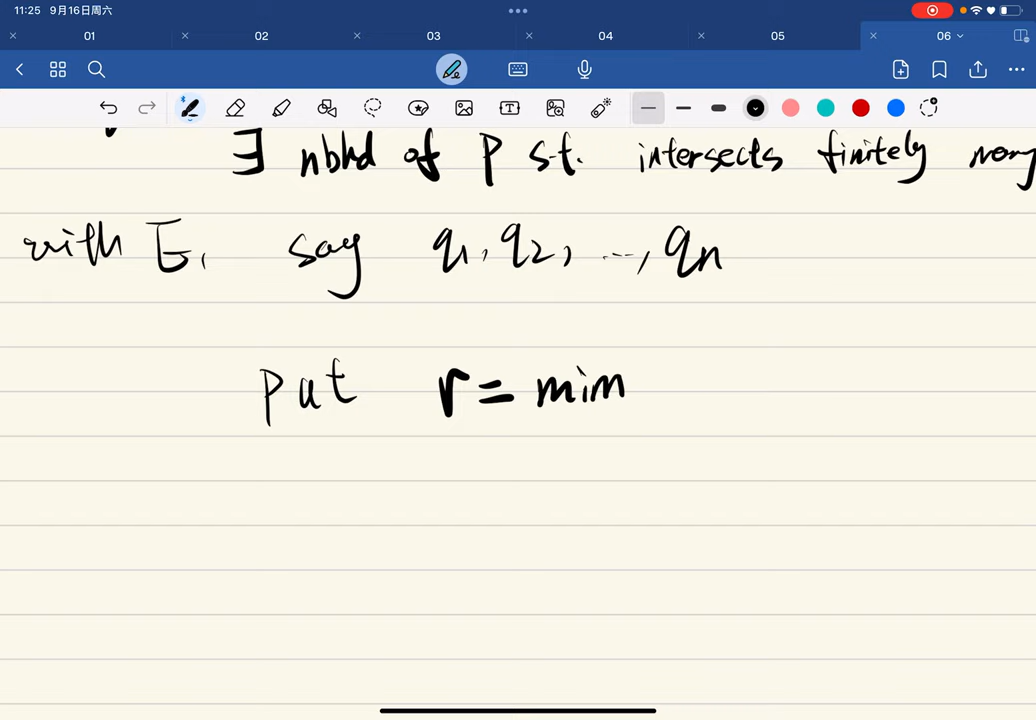 11:25 9月16日周六
01 02 03 04 05 06
∃ nbhd of p s.t. intersects finitely many
with E, say q1, q2, ..., qn
put r = min